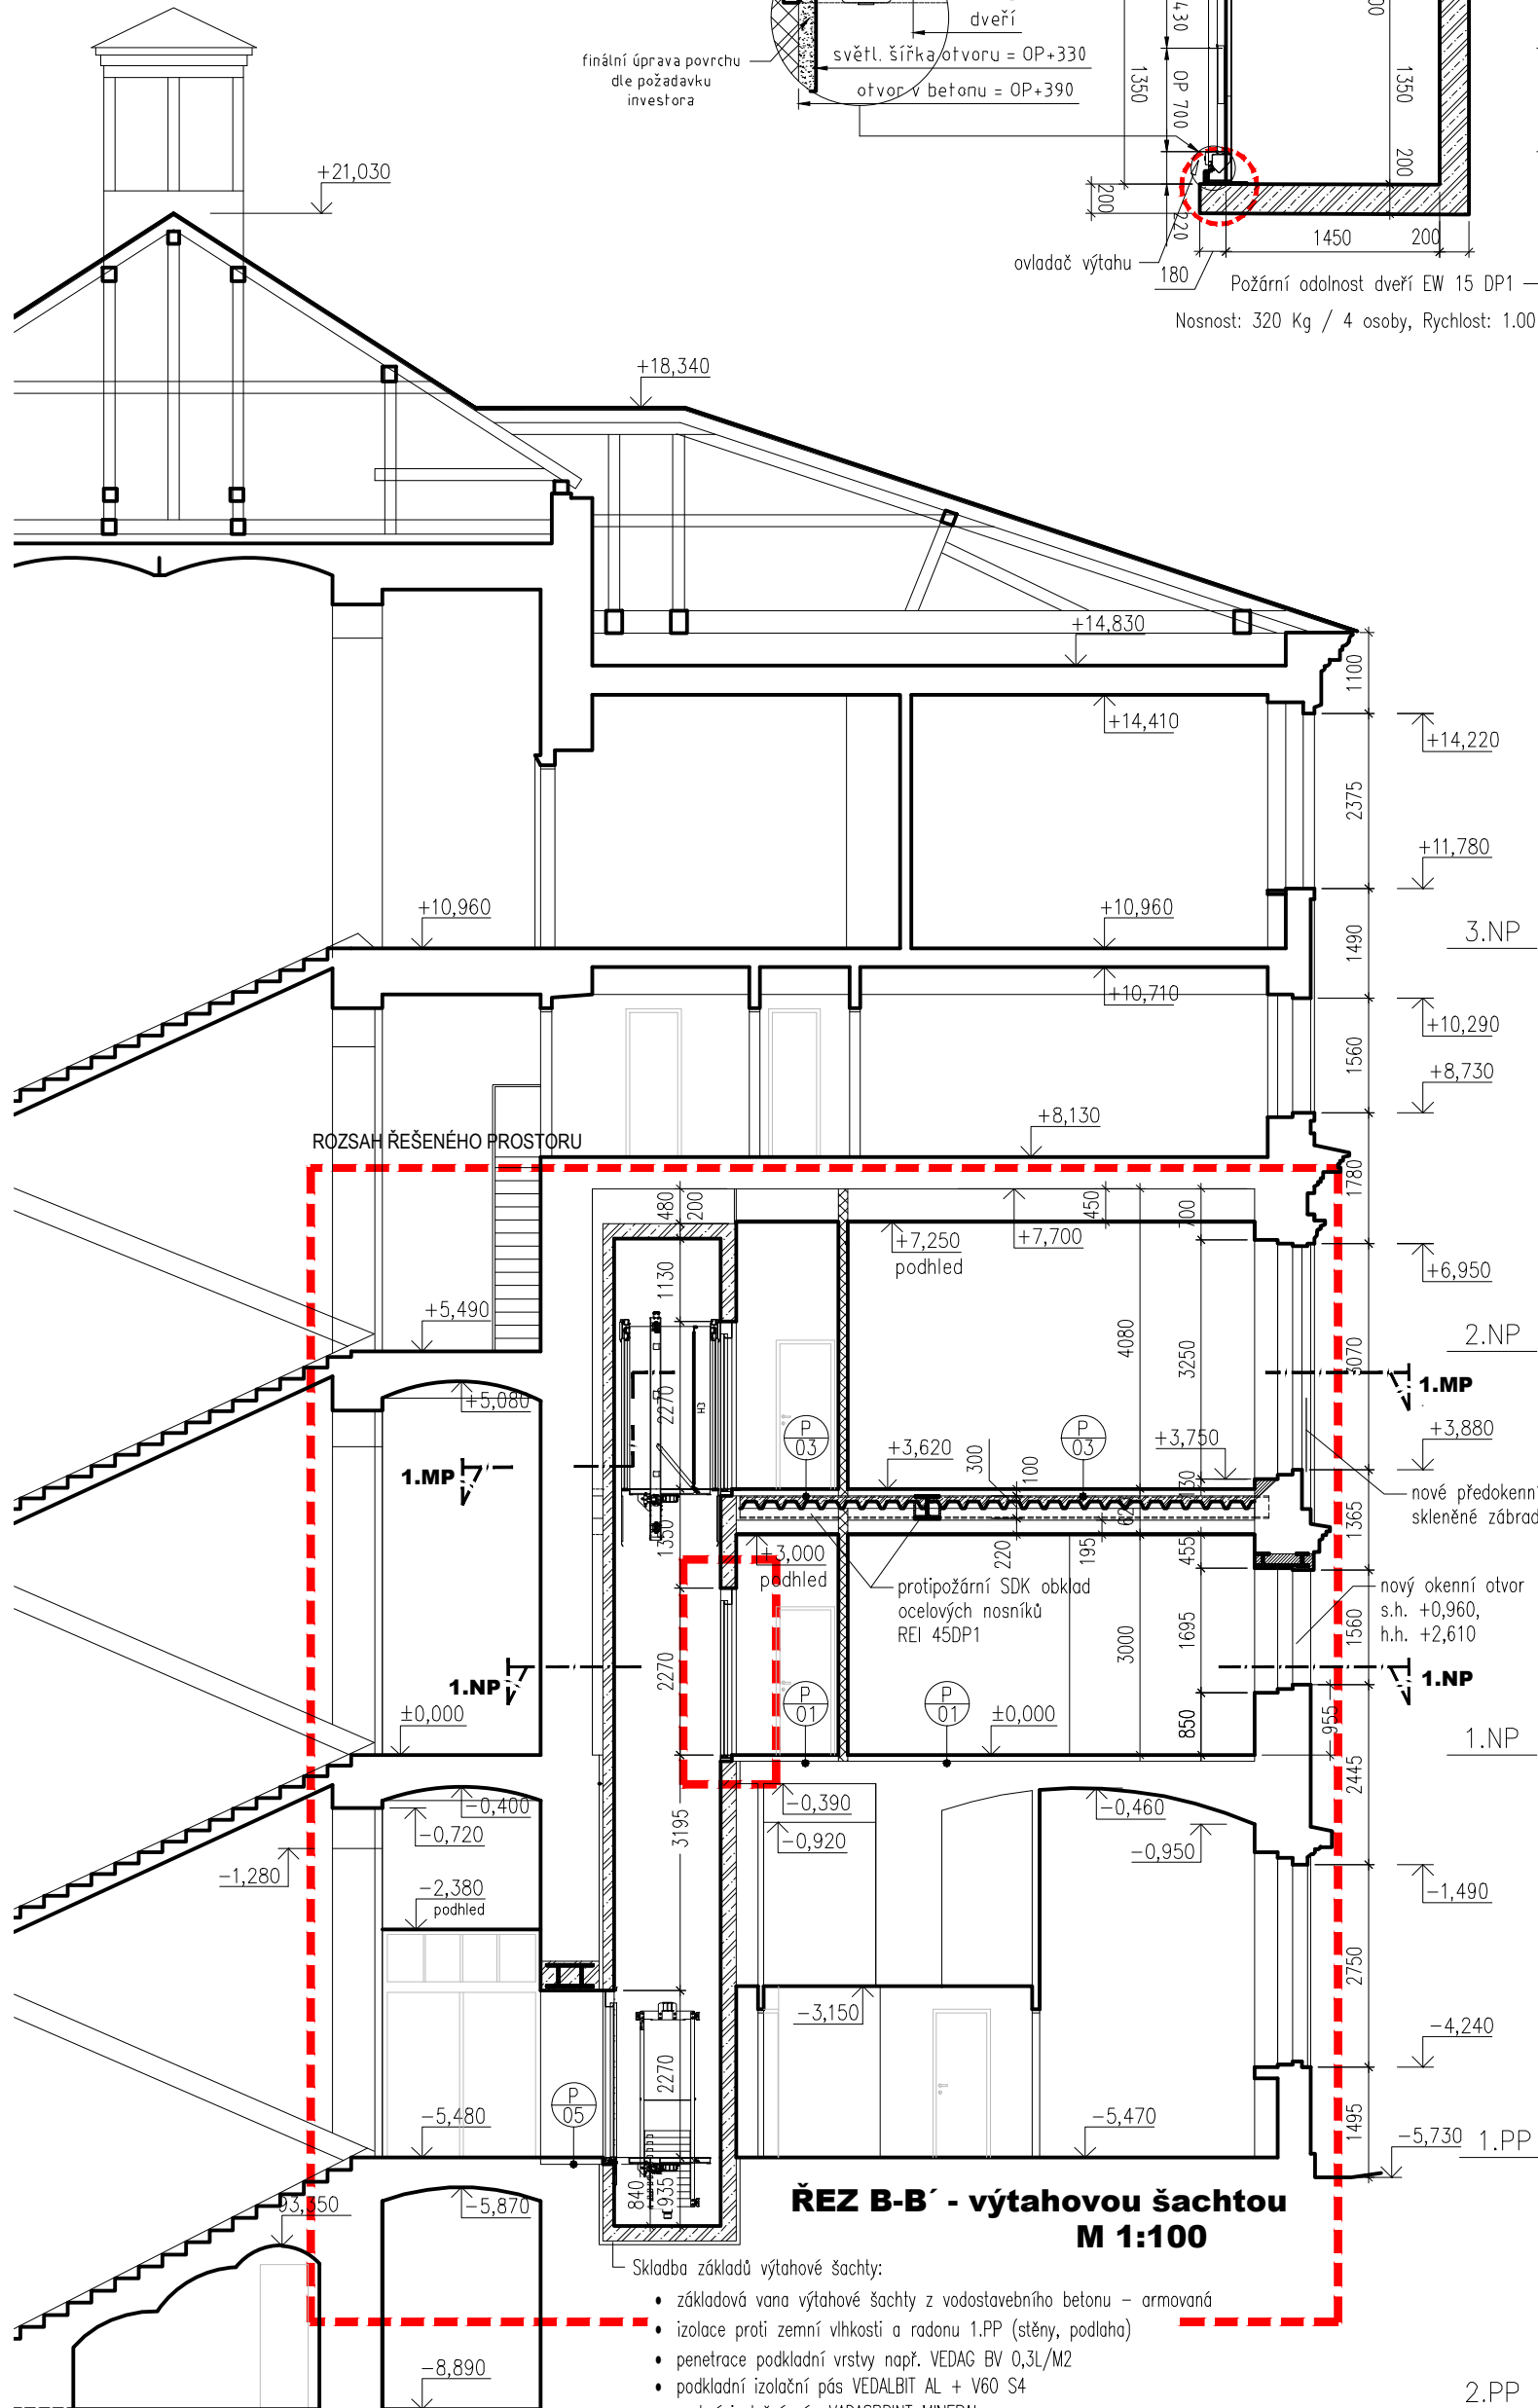 dveří
finální úprava povrchu
dle požadavku
investora
světl. šířka otvoru = OP+330
otvor v betonu = OP+390
430
OP 700
1350
1350
200
200
220
1450
200
180
ovladač výtahu
Požární odolnost dveří EW 15 DP1
Nosnost: 320 Kg / 4 osoby, Rychlost: 1.00
+21,030
+18,340
+14,830
1100
+14,410
+14,220
2375
+11,780
+10,960
+10,960
1490
3.NP
+10,710
+10,290
1560
+8,730
+8,130
ROZSAH ŘEŠENÉHO PROSTORU
1780
480
200
450
700
+7,250
podhled
+7,700
+6,950
1130
+5,490
4080
3250
3070
2.NP
2270
1.MP
+5,080
+3,880
P
03
P
03
+3,750
+3,620
300
100
130
1.MP
nové předokenní
skleněné zábrad
1365
1350
220
195
455
+3,000
podhled
protipožární SDK obklad
ocelových nosníků
REI 45DP1
nový okenní otvor
s.h. +0,960,
h.h. +2,610
1560
1695
3000
2270
1.NP
1.NP
P
01
P
01
±0,000
±0,000
850
955
1.NP
2445
-0,400
-0,390
-0,460
-0,720
-0,920
-0,950
3195
-1,280
-1,490
-2,380
podhled
2750
-3,150
-4,240
2270
P
05
-5,480
-5,470
1495
-5,730
1.PP
840
935
93,350
-5,870
ŘEZ B-B´ - výtahovou šachtou
M 1:100
Skladba základů výtahové šachty:
• základová vana výtahové šachty z vodostavebního betonu – armovaná
• izolace proti zemní vlhkosti a radonu 1.PP (stěny, podlaha)
• penetrace podkladní vrstvy např. VEDAG BV 0,3L/M2
• podkladní izolační pás VEDALBIT AL + V60 S4
-8,890
2.PP